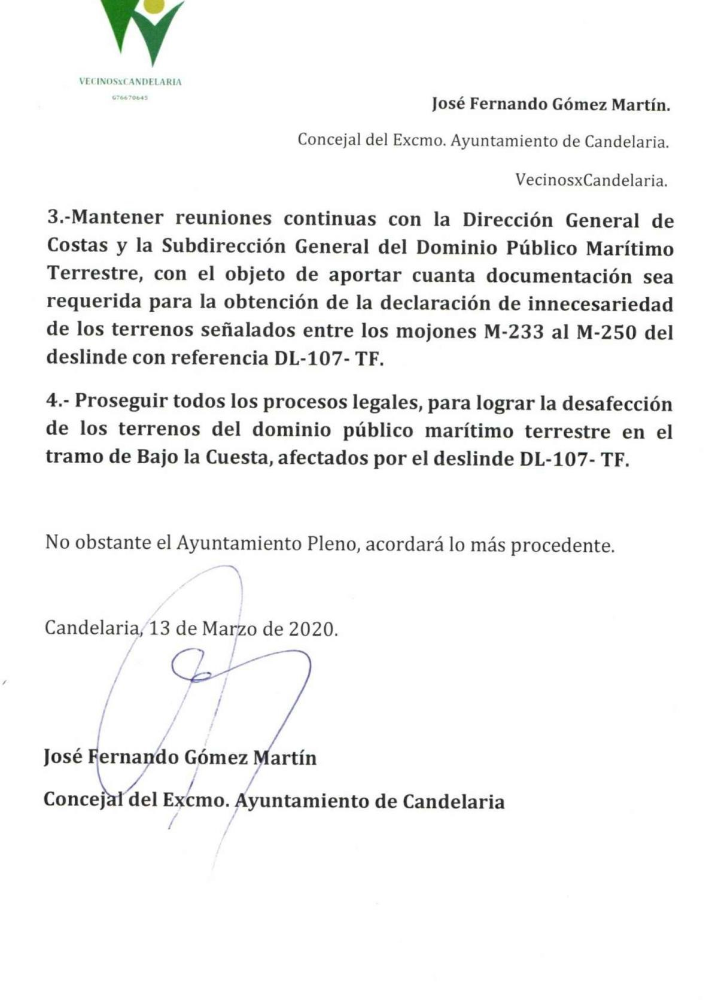 VECINOSxCANDELARIA
G76670645
José Fernando Gómez Martín.
Concejal del Excmo. Ayuntamiento de Candelaria.
VecinosxCandelaria.
3.-Mantener reuniones continuas con la Dirección General de
Costas y la Subdirección General del Dominio Público Marítimo
Terrestre, con el objeto de aportar cuanta documentación sea
requerida para la obtención de la declaración de innecesariedad
de los terrenos señalados entre los mojones M-233 al M-250 del
deslinde con referencia DL-107- TF.
4.- Proseguir todos los procesos legales, para lograr la desafección
de los terrenos del dominio público marítimo terrestre en el
tramo de Bajo la Cuesta, afectados por el deslinde DL-107- TF.
No obstante el Ayuntamiento Pleno, acordará lo más procedente.
Candelaria, 13 de Marzo de 2020.
José Fernando Gómez Martín
Concejal del Excmo. Ayuntamiento de Candelaria